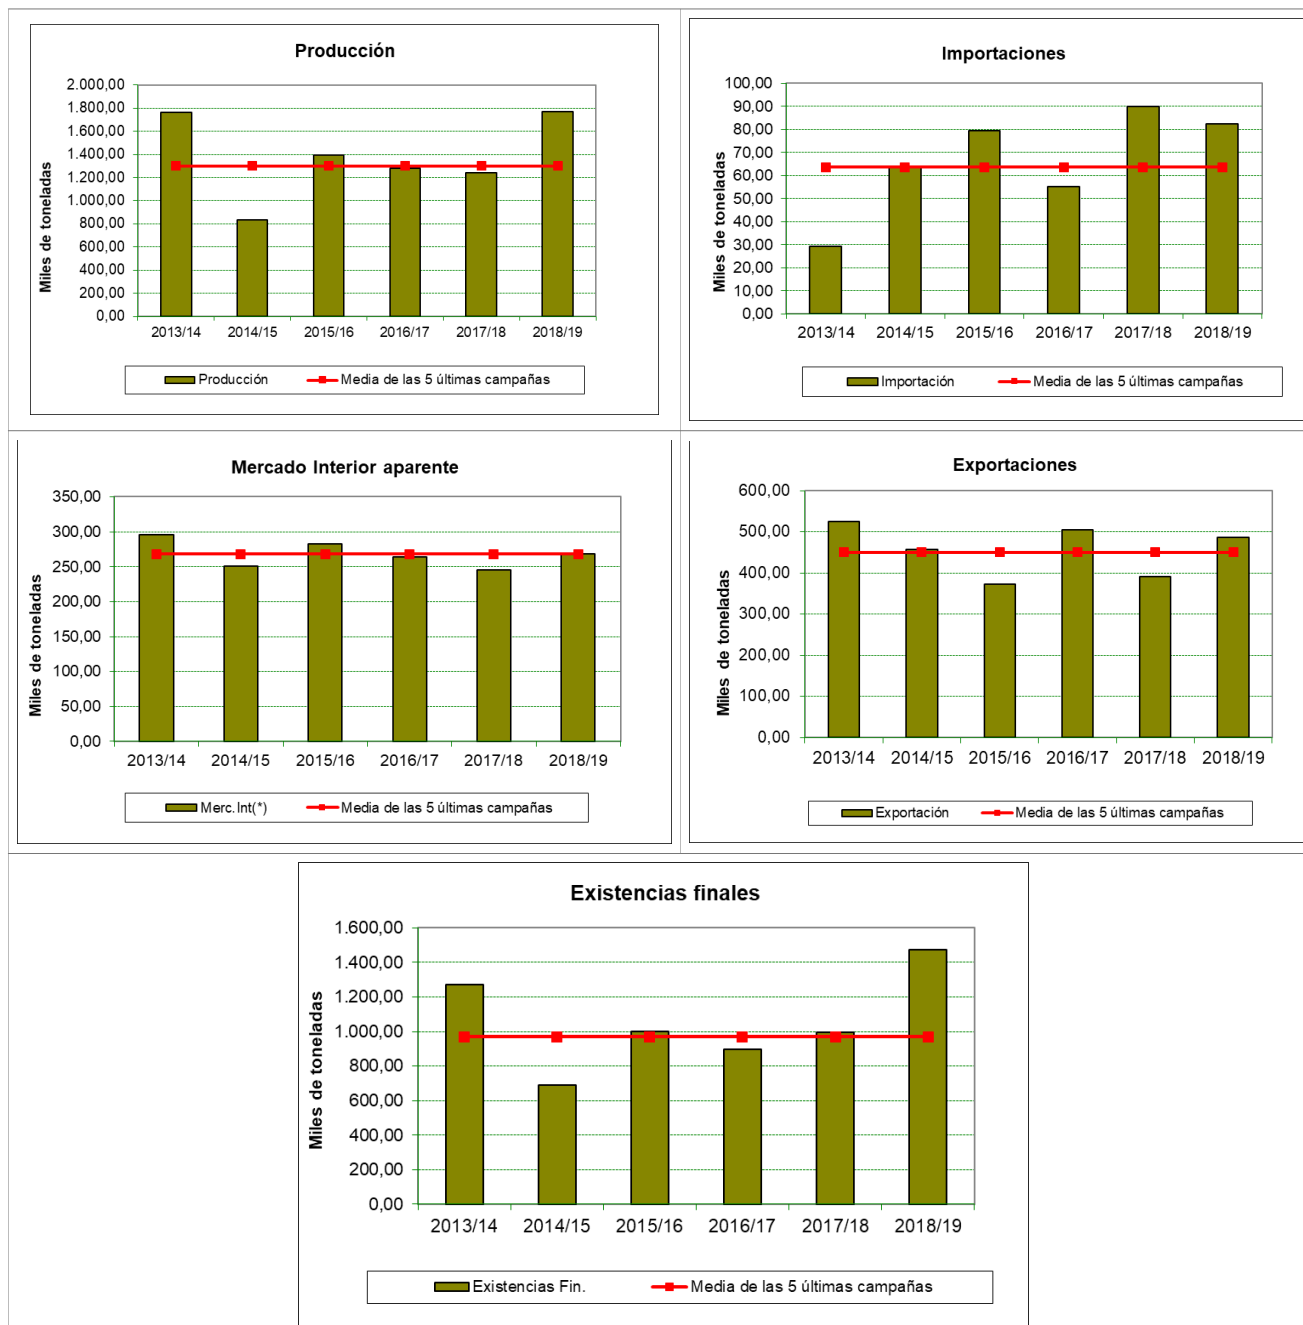 Producción
Miles de toneladas
2.000,00
1.800,00
1.600,00
1.400,00
1.200,00
1.000,00
800,00
600,00
400,00
200,00
0,00
2013/14 2014/15 2015/16 2016/17 2017/18 2018/19
Producción Media de las 5 últimas campañas
Importaciones
Miles de toneladas
100,00
90,00
80,00
70,00
60,00
50,00
40,00
30,00
20,00
10,00
0,00
2013/14 2014/15 2015/16 2016/17 2017/18 2018/19
Importación Media de las 5 últimas campañas
Mercado Interior aparente
Miles de toneladas
350,00
300,00
250,00
200,00
150,00
100,00
50,00
0,00
2013/14 2014/15 2015/16 2016/17 2017/18 2018/19
Merc.Int(*) Media de las 5 últimas campañas
Exportaciones
Miles de toneladas
600,00
500,00
400,00
300,00
200,00
100,00
0,00
2013/14 2014/15 2015/16 2016/17 2017/18 2018/19
Exportación Media de las 5 últimas campañas
Existencias finales
Miles de toneladas
1.600,00
1.400,00
1.200,00
1.000,00
800,00
600,00
400,00
200,00
0,00
2013/14 2014/15 2015/16 2016/17 2017/18 2018/19
Existencias Fin. Media de las 5 últimas campañas